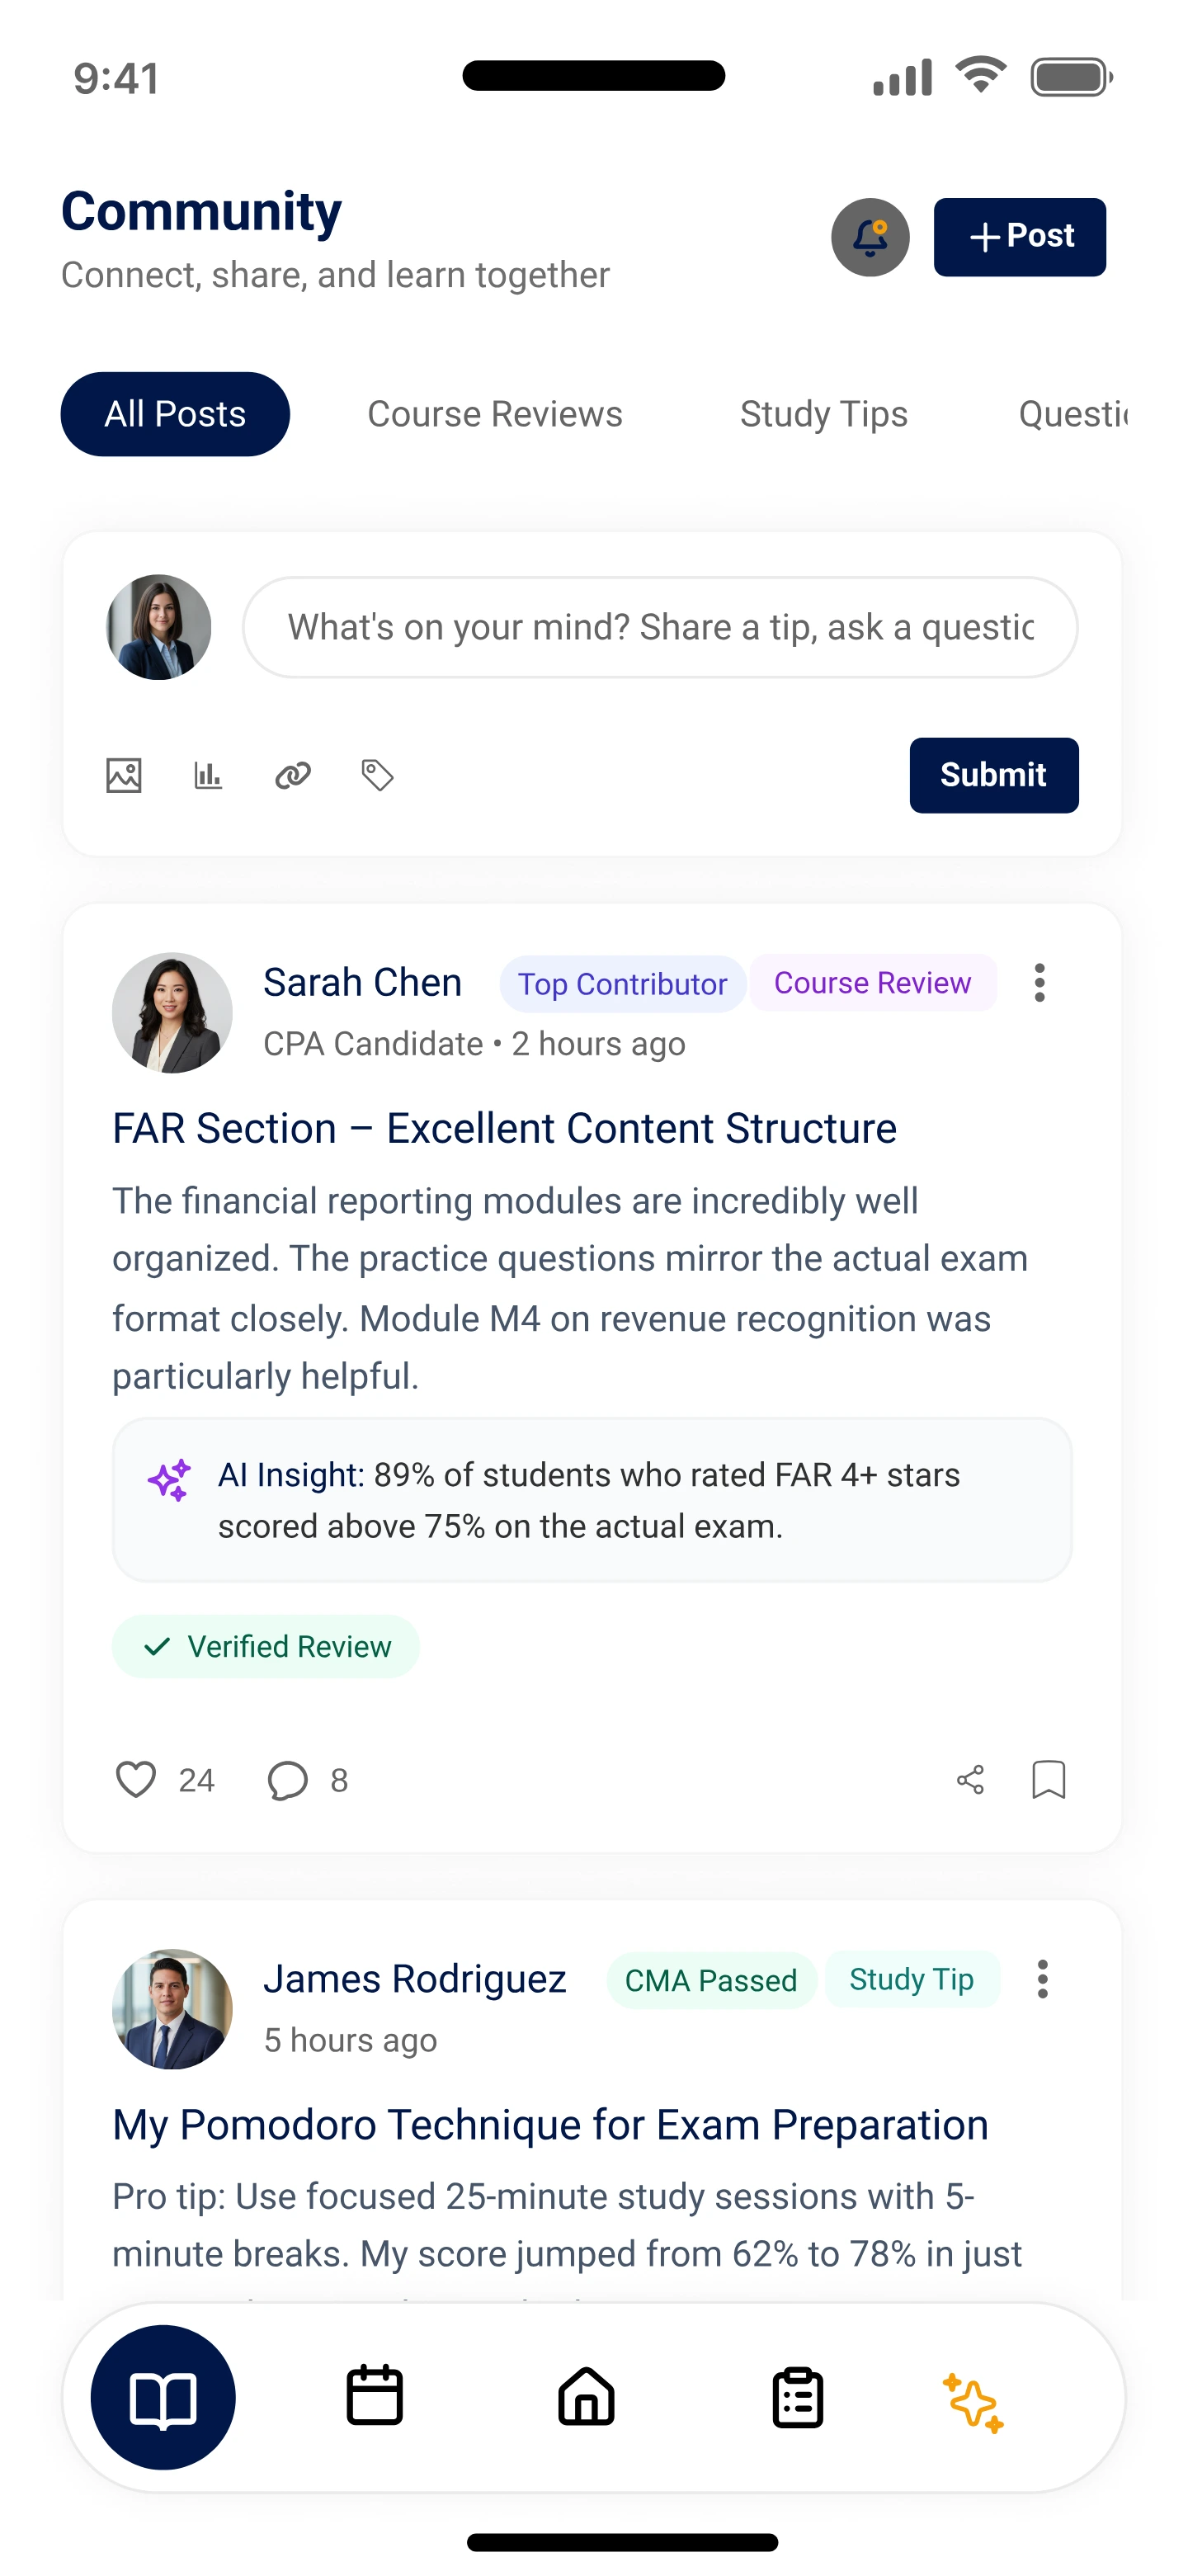 9:41
Community
Connect, share, and learn together
Post
All Posts
Course Reviews
Study Tips
What's on your mind? Share a tip, ask a
Submit
Sarah Chen
Top Contributor
Course Review
CPA Candidate • 2 hours ago
FAR Section – Excellent Content Structure
The financial reporting modules are incredibly well
organized. The practice questions mirror the actual exam
format closely. Module M4 on revenue recognition was
particularly helpful.
AI Insight: 89% of students who rated FAR 4+ stars
scored above 75% on the actual exam.
Verified Review
24
8
James Rodriguez
CMA Passed
Study Tip
5 hours ago
My Pomodoro Technique for Exam Preparation
Pro tip: Use focused 25-minute study sessions with 5-
minute breaks. My score jumped from 62% to 78% in just